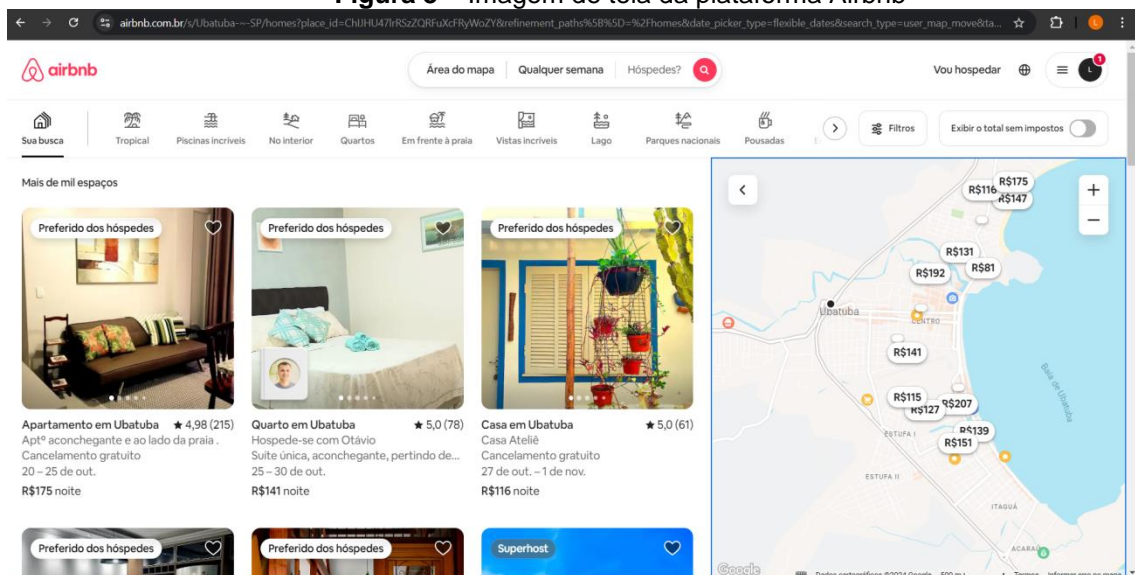 Imagem de tela da plataforma Airbnb
airbnb.com.br/s/Ubatuba-~-SP/homes?place_id=ChIJHU47lrRSzZQRFuXcFRyWoZY&refinement_paths%5B%5D=%2Fhomes&date_picker_type=flexible_dates&search_type=user_map_move&ta...
airbnb
Área do mapa
Qualquer semana
Hóspedes?
Vou hospedar
1
L
Sua busca
Tropical
Piscinas incríveis
No interior
Quartos
Em frente à praia
Vistas incríveis
Lago
Parques nacionais
Pousadas
Filtros
Exibir o total sem impostos
Mais de mil espaços
Preferido dos hóspedes
Preferido dos hóspedes
Preferido dos hóspedes
Apartamento em Ubatuba ★ 4,98 (215)
Aptº aconchegante e ao lado da praia .
Cancelamento gratuito
20 – 25 de out.
R$175 noite
Quarto em Ubatuba ★ 5,0 (78)
Hospede-se com Otávio
Suíte única, aconchegante, pertindo de...
25 – 30 de out.
R$141 noite
Casa em Ubatuba ★ 5,0 (61)
Casa Ateliê
Cancelamento gratuito
27 de out. – 1 de nov.
R$116 noite
Preferido dos hóspedes
Preferido dos hóspedes
Superhost
R$175
R$116
R$147
R$131
R$192
R$81
Ubatuba
CENTRO
R$141
Baía de Ubatuba
R$115
R$127
R$207
R$139
ESTUFA I
R$151
ESTUFA II
ITAGUÁ
ACARAÚ
Google